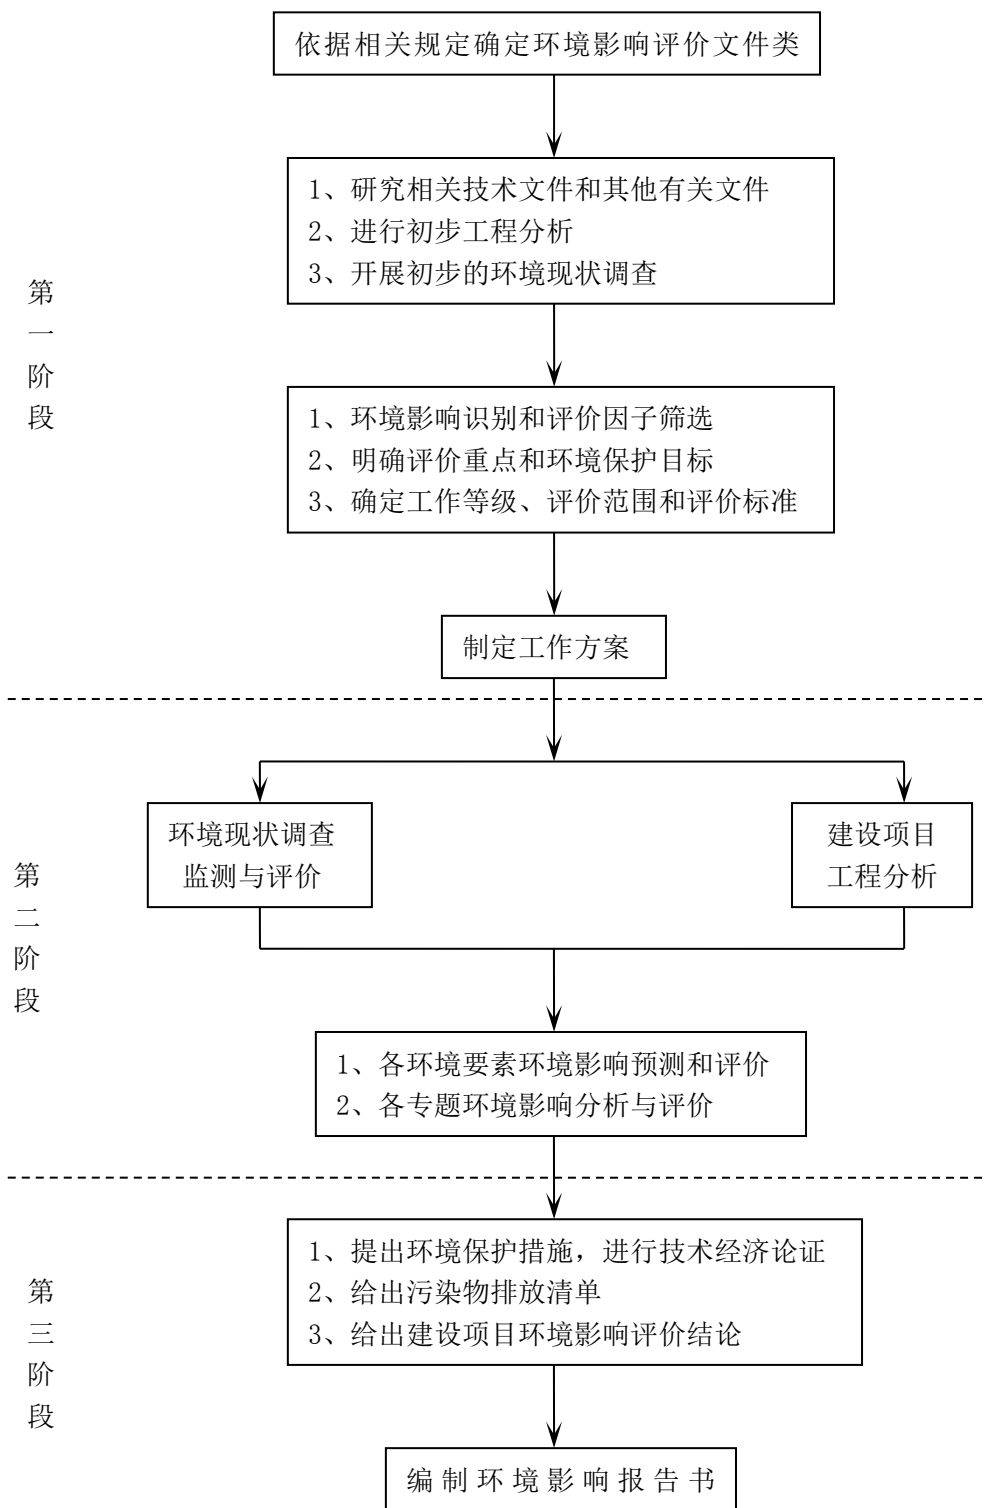 依据相关规定确定环境影响评价文件类
1、研究相关技术文件和其他有关文件
2、进行初步工程分析
3、开展初步的环境现状调查
第
一
阶
段
1、环境影响识别和评价因子筛选
2、明确评价重点和环境保护目标
3、确定工作等级、评价范围和评价标准
制定工作方案
环境现状调查
监测与评价
建设项目
工程分析
第
二
阶
段
1、各环境要素环境影响预测和评价
2、各专题环境影响分析与评价
1、提出环境保护措施，进行技术经济论证
2、给出污染物排放清单
3、给出建设项目环境影响评价结论
第
三
阶
段
编制环境影响报告书